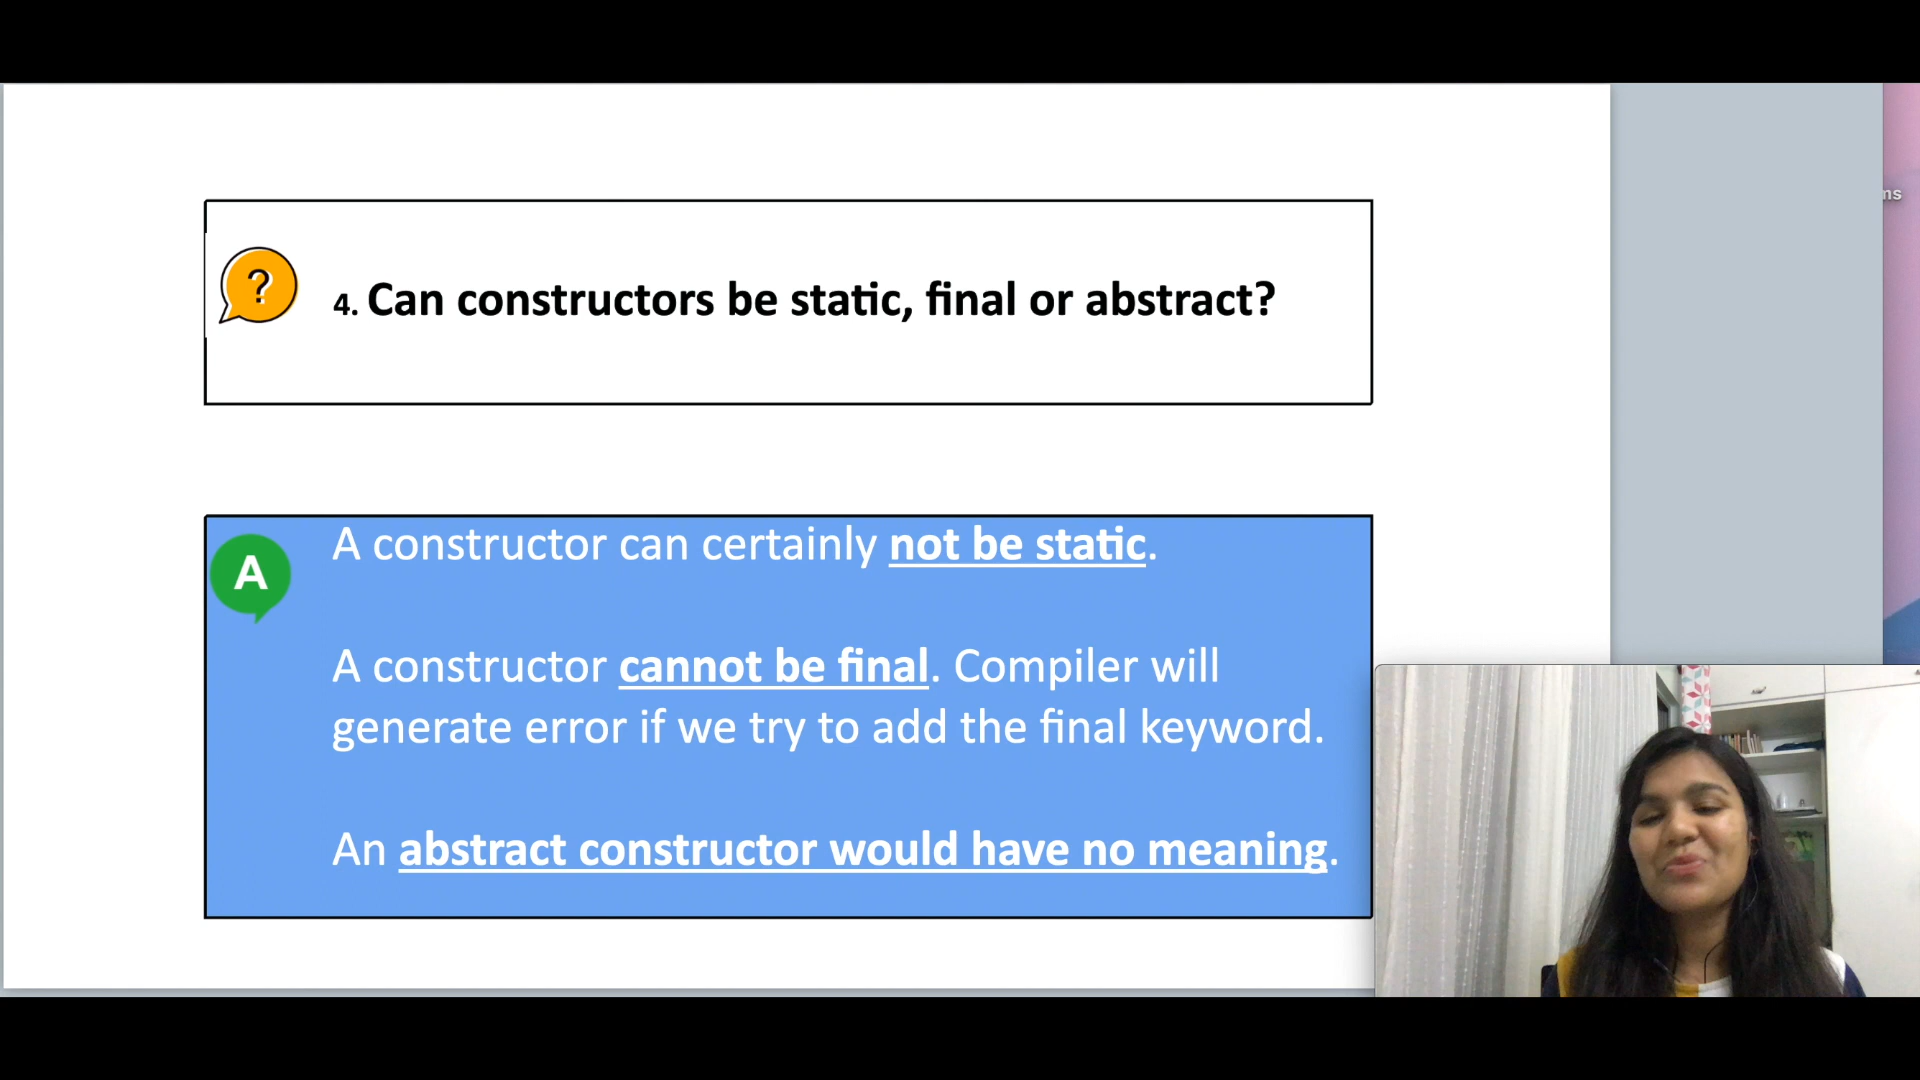 ?
4. Can constructors be static, final or abstract?
A
A constructor can certainly not be static.
A constructor cannot be final. Compiler will
generate error if we try to add the final keyword.
An abstract constructor would have no meaning.